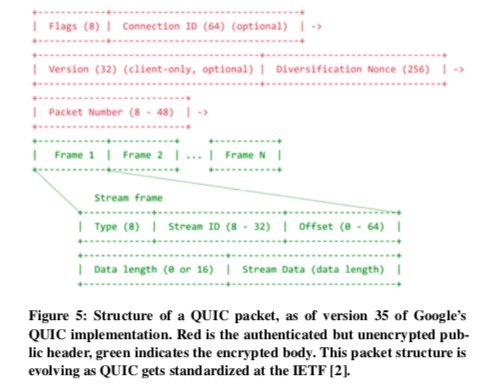 Flags (8) | Connection ID (64) (optional) | ->
Version (32) (client-only, optional) | Diversification Nonce (256) | ->
Packet Number (8 - 48) | ->
Frame 1 | Frame 2 | ... | Frame N |
Stream frame
Type (8) | Stream ID (8 - 32) | Offset (0 - 64) |
Data length (0 or 16) | Stream Data (data length) |
Figure 5: Structure of a QUIC packet, as of version 35 of Google's
QUIC implementation. Red is the authenticated but unencrypted pub-
lic header, green indicates the encrypted body. This packet structure is
evolving as QUIC gets standardized at the IETF [2].